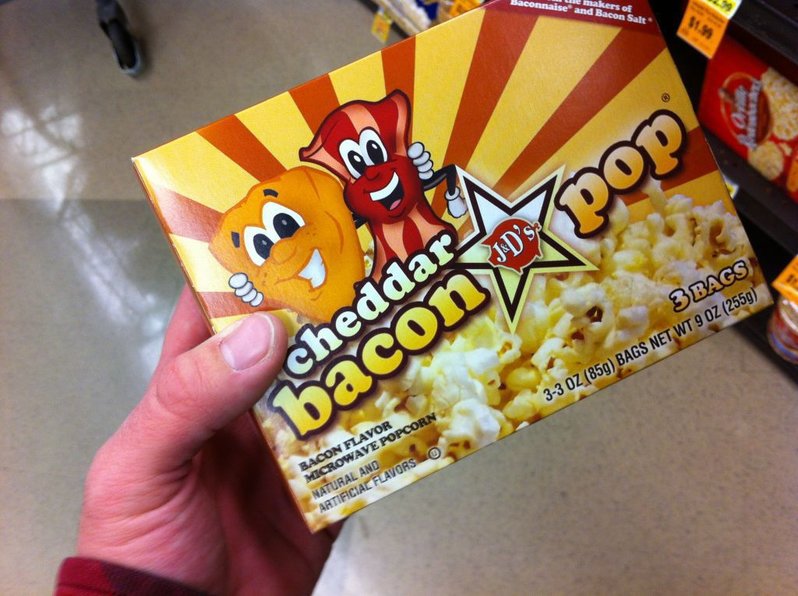 the makers of
Baconnaise® and Bacon Salt®
cheddar
bacon
pop®
J&D's
3 BAGS
3-3 OZ (85g) BAGS NET WT 9 OZ (255g)
BACON FLAVOR
MICROWAVE POPCORN
NATURAL AND
ARTIFICIAL FLAVORS
$1.99
Orville